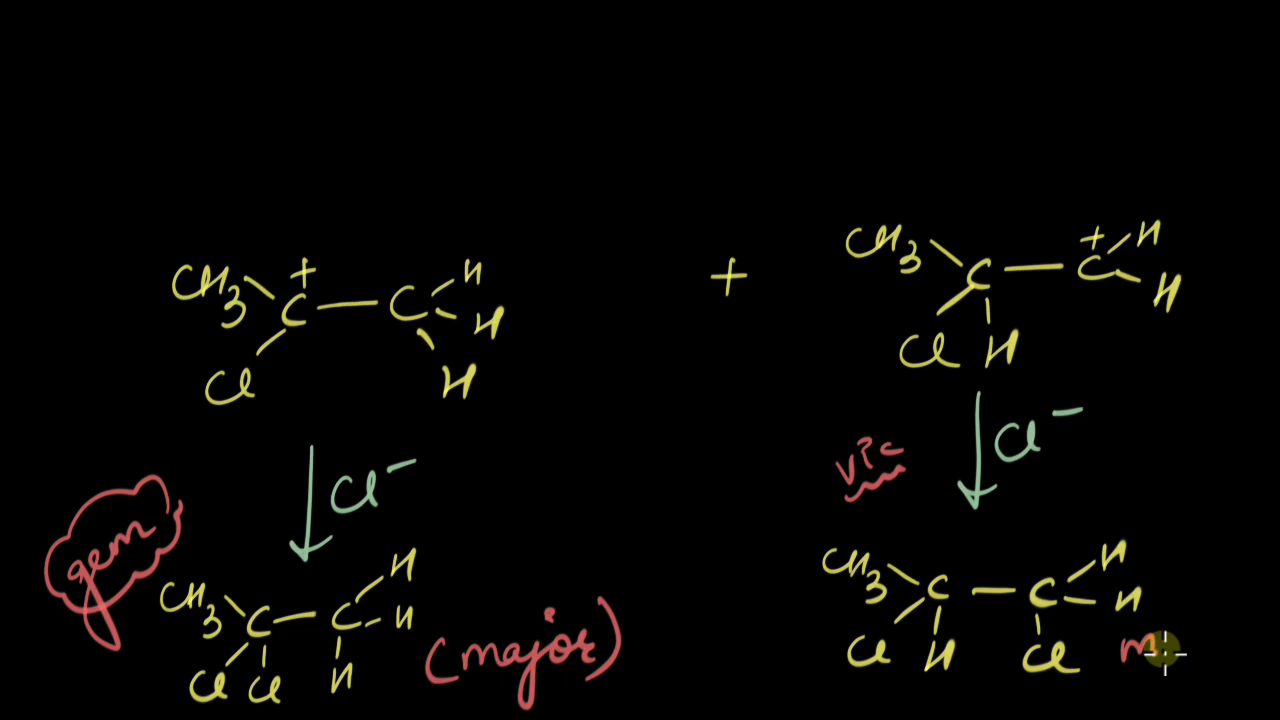 CH3 C+ — C H H H Cl + CH3 C — C+ H H Cl H
Cl− vic Cl−
gem
CH3 C — C H H H Cl Cl (major)
CH3 C — C H H Cl H Cl m